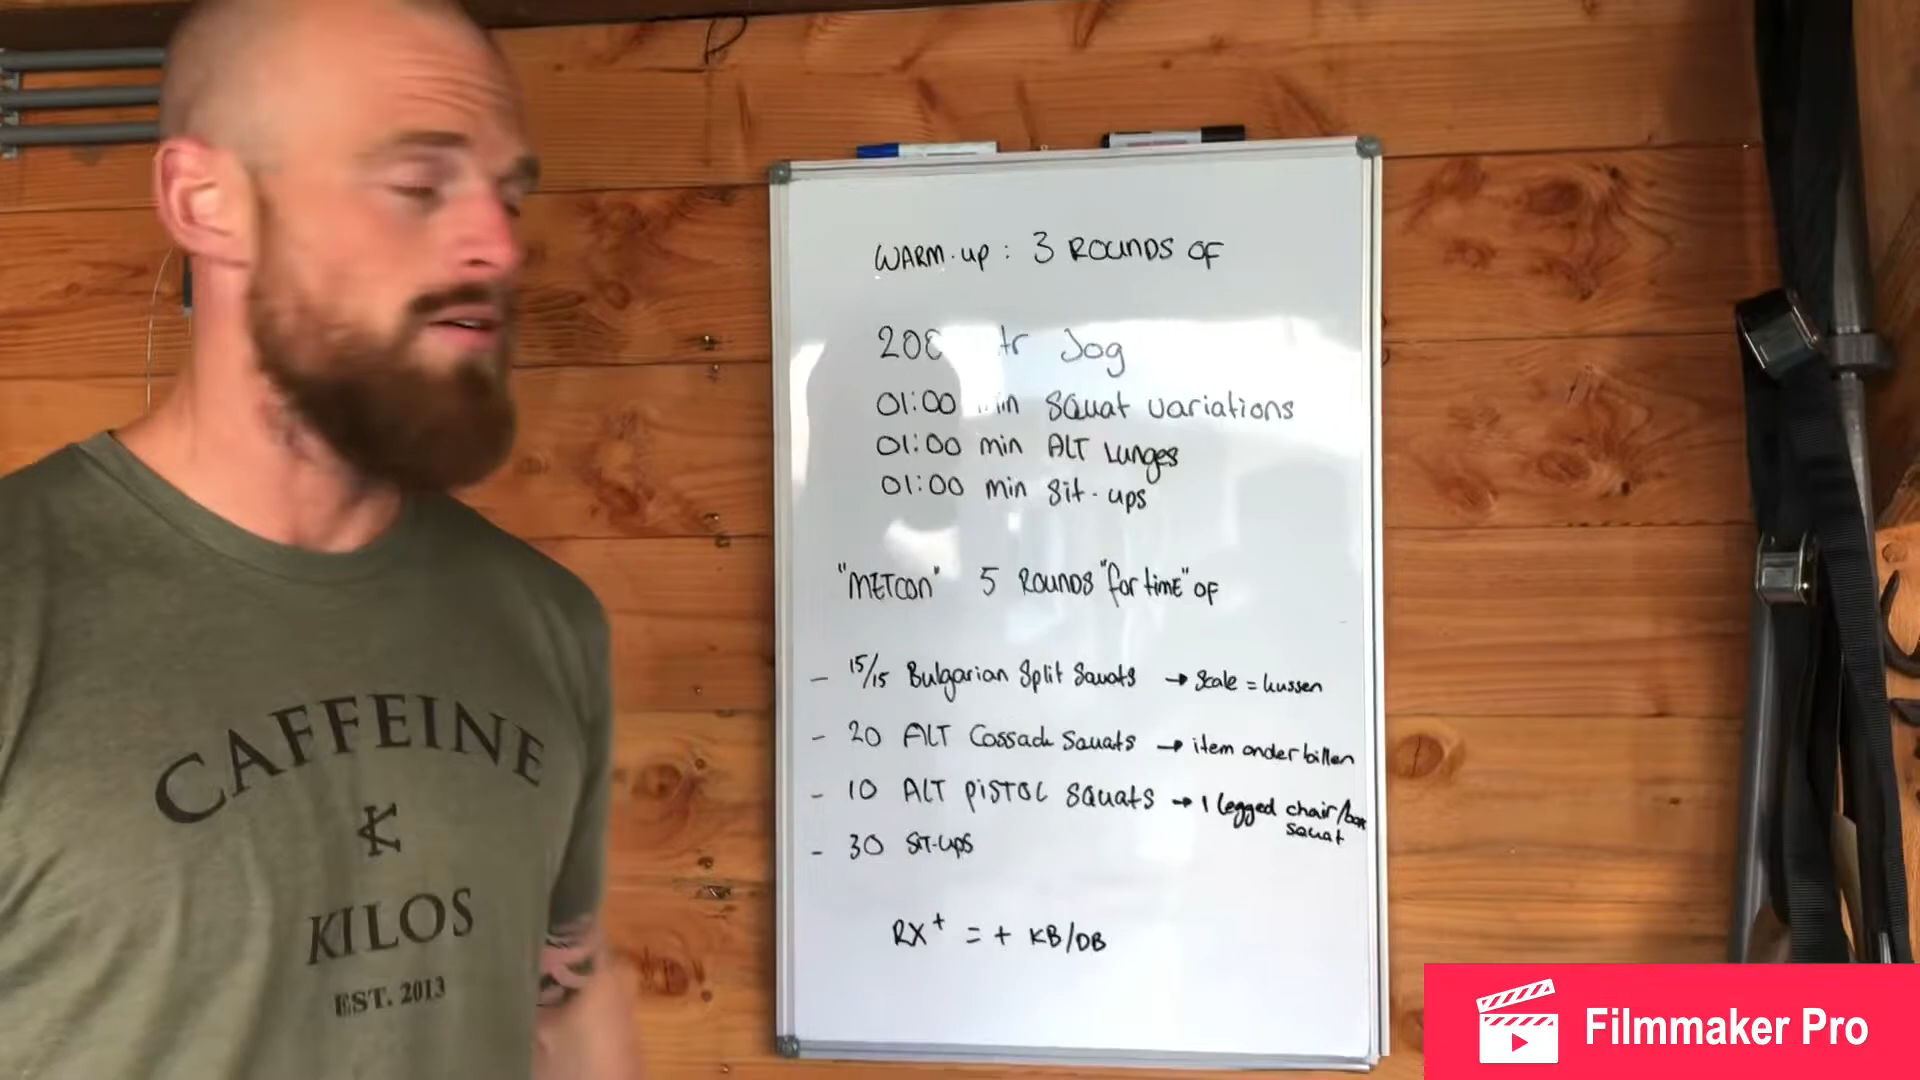 WARM-up: 3 ROUNDS OF
Jog
01:00 squat variations
01:00 min ALT Lunges
01:00 min sit-ups
"METCON" 5 ROUNDS "for time" of
- 15/15 Bulgarian Split Squats → Scale = kussen
- 20 ALT Cossack Squats → item onder billen
- 10 ALT PISTOL Squats → 1 legged chair/box
squat
- 30 SIT-UPS
RX+ = + KB/DB
CAFFEINE
K
KILOS
EST. 2013
Filmmaker Pro